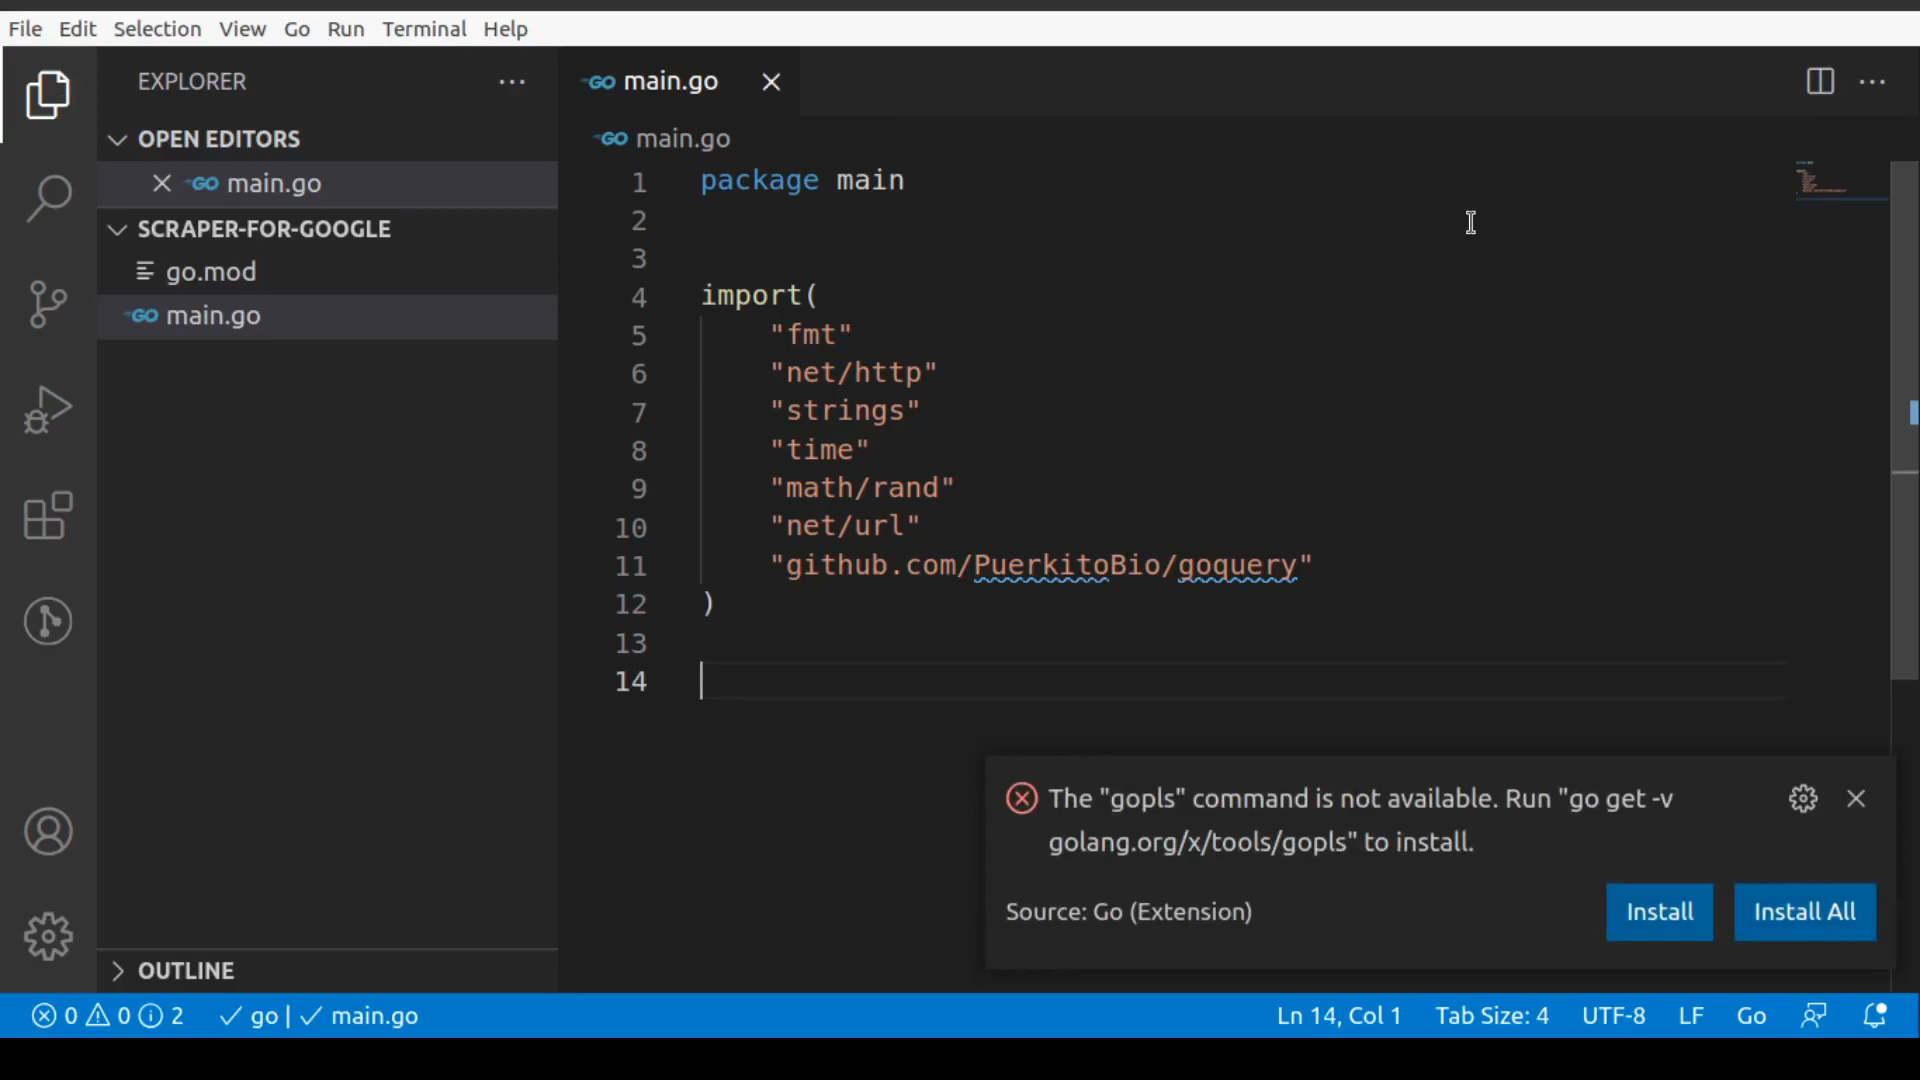 File Edit Selection View Go Run Terminal Help
EXPLORER
OPEN EDITORS
GO main.go
SCRAPER-FOR-GOOGLE
go.mod
GO main.go
OUTLINE
GO main.go
GO main.go
1 package main
2
3
4 import(
5 "fmt"
6 "net/http"
7 "strings"
8 "time"
9 "math/rand"
10 "net/url"
11 "github.com/PuerkitoBio/goquery"
12 )
13
14
The "gopls" command is not available. Run "go get -v
golang.org/x/tools/gopls" to install.
Source: Go (Extension) Install Install All
0 0 2 go | main.go Ln 14, Col 1 Tab Size: 4 UTF-8 LF Go